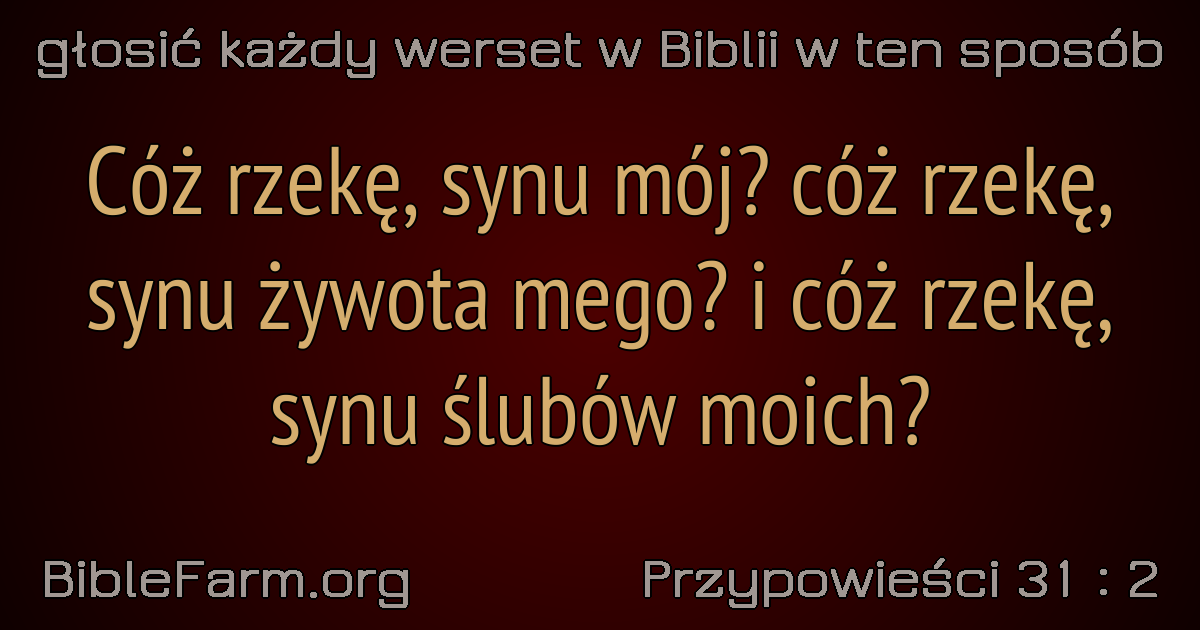 głosić każdy werset w Biblii w ten sposób
Cóż rzekę, synu mój? cóż rzekę,
synu żywota mego? i cóż rzekę,
synu ślubów moich?
BibleFarm.org
Przypowieści 31 : 2